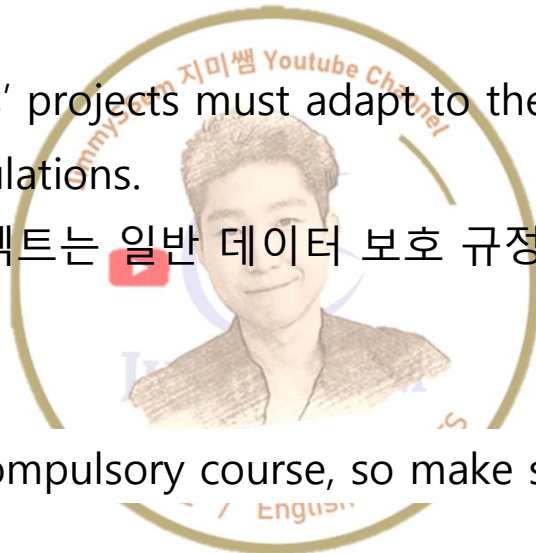 지미쌤 Youtube Channel
projects must adapt to the
ulations.
트는 일반 데이터 보호 규정
ompulsory course, so make s
English